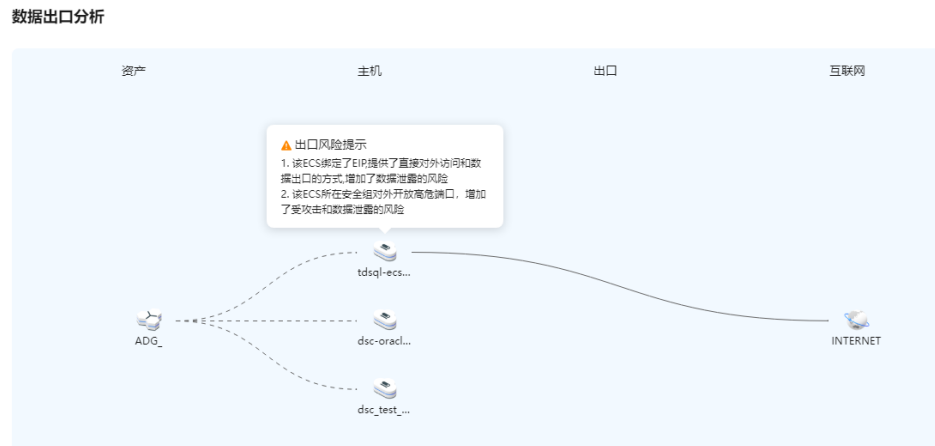 数据出口分析
资产
主机
出口
互联网
出口风险提示
1. 该ECS绑定了EIP,提供了直接对外访问和数
据出口的方式,增加了数据泄露的风险
2. 该ECS所在安全组对外开放高危端口，增加
了受攻击和数据泄露的风险
tdsql-ecs...
ADG_
dsc-oracl...
INTERNET
dsc_test_...